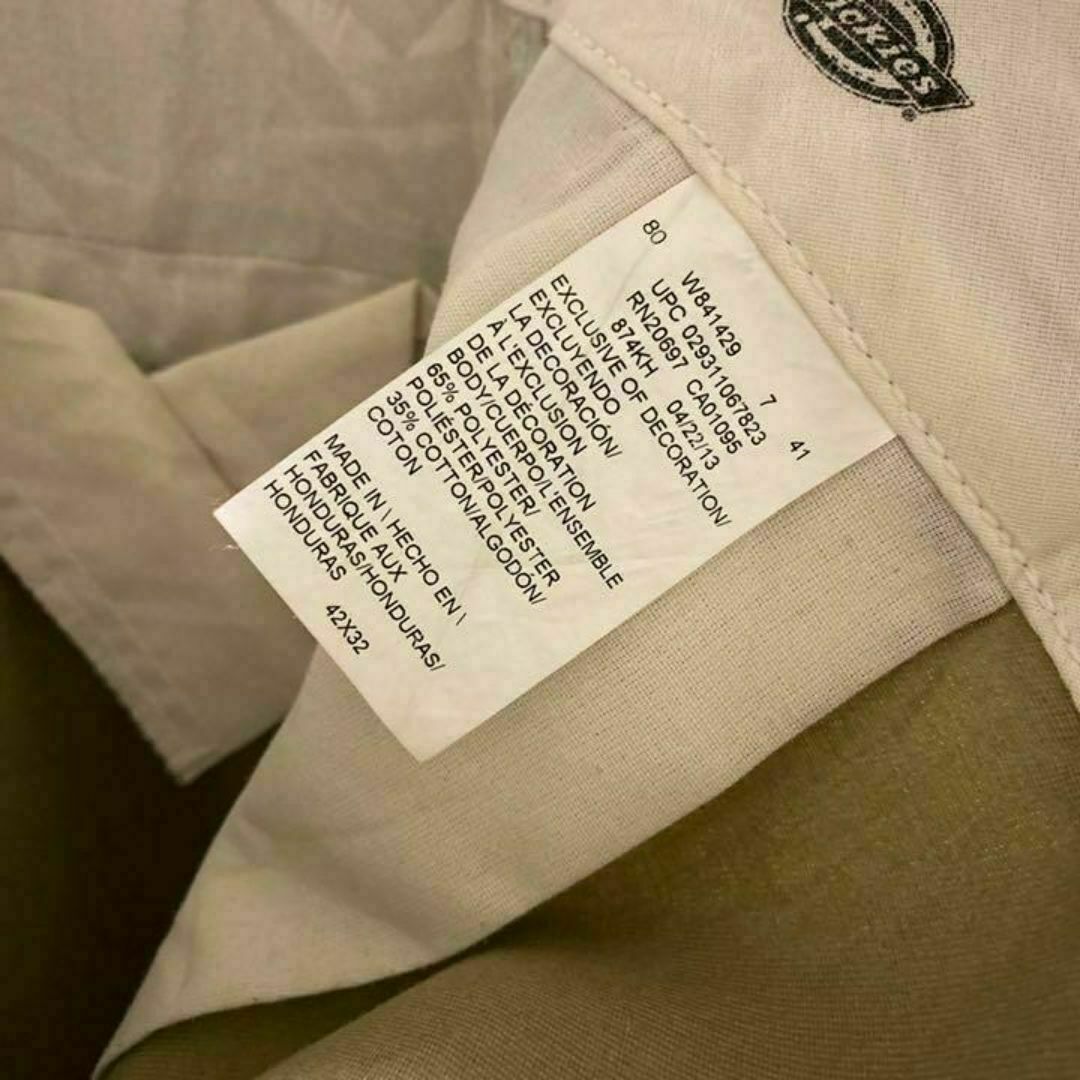 Dickies
®
80
W841429 7 41
UPC 029311067823
RN20697 CA01095
874KH 04/22/13
EXCLUSIVE OF DECORATION/
EXCLUYENDO
LA DECORACIÓN/
À L'EXCLUSION
DE LA DÉCORATION
BODY/CUERPO/L'ENSEMBLE
65% POLYESTER/
POLIÉSTER/POLYESTER
35% COTTON/ALGODÓN/
COTON
MADE IN \ HECHO EN \
FABRIQUE AUX
HONDURAS/HONDURAS/
HONDURAS
42X32